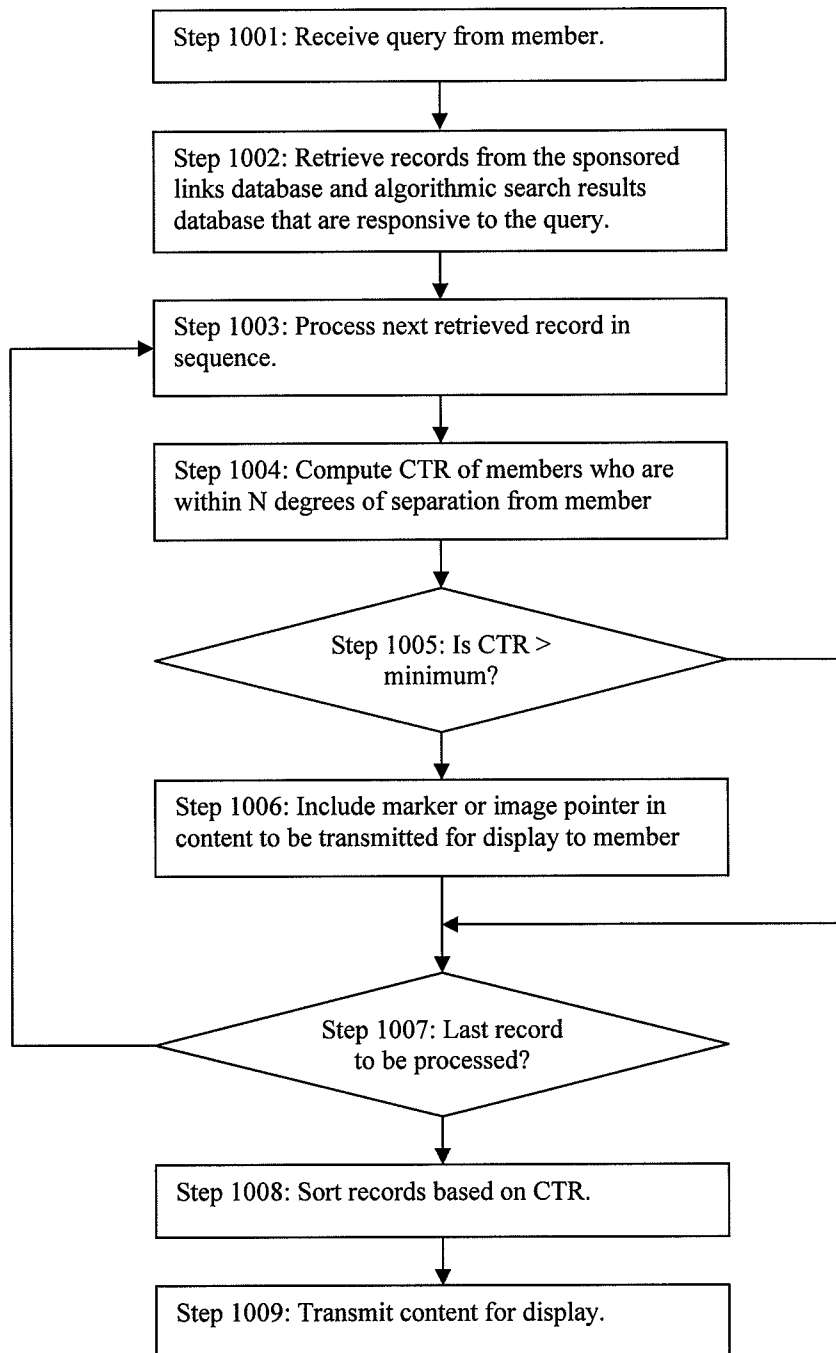 Step 1001: Receive query from member.
Step 1002: Retrieve records from the sponsored
links database and algorithmic search results
database that are responsive to the query.
Step 1003: Process next retrieved record in
sequence.
Step 1004: Compute CTR of members who are
within N degrees of separation from member
Step 1005: Is CTR >
minimum?
Step 1006: Include marker or image pointer in
content to be transmitted for display to member
Step 1007: Last record
to be processed?
Step 1008: Sort records based on CTR.
Step 1009: Transmit content for display.